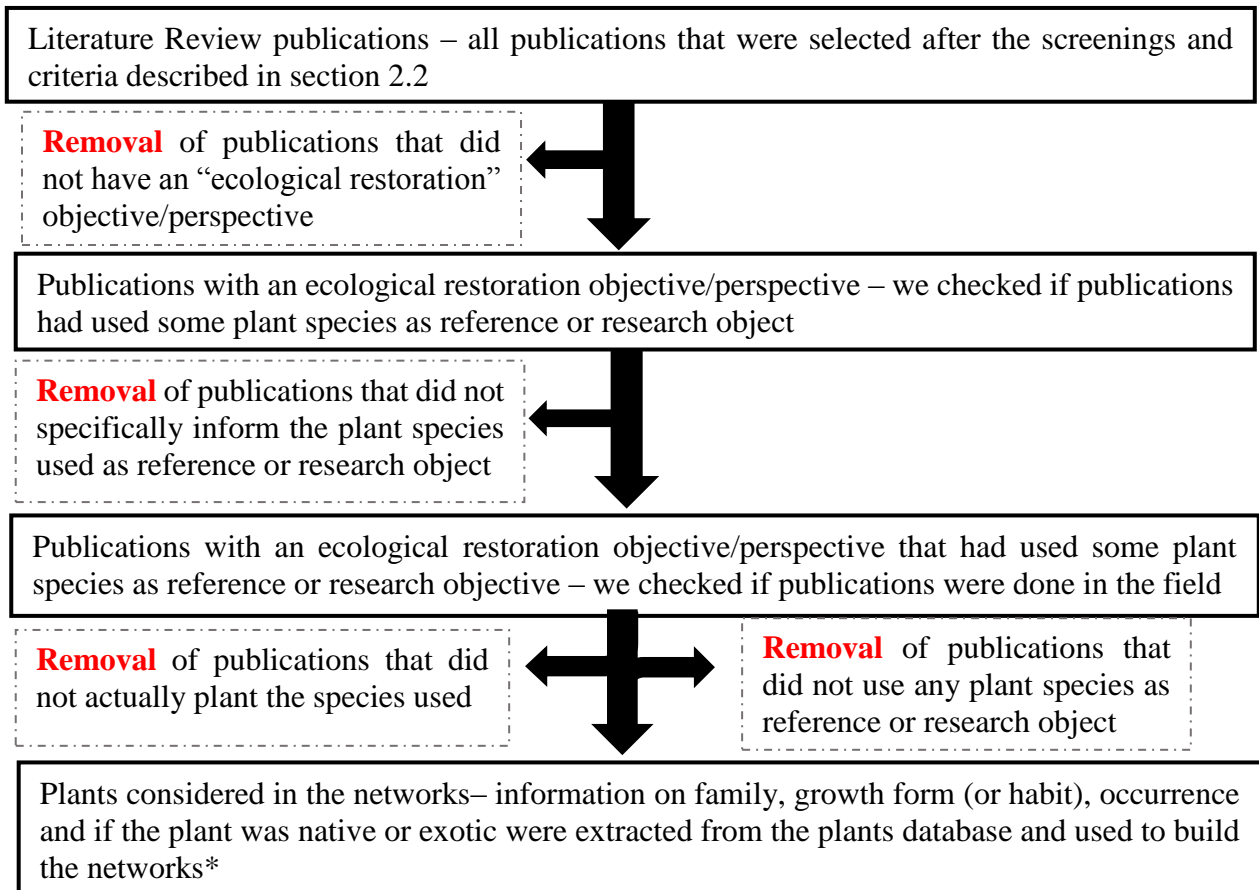 Literature Review publications – all publications that were selected after the screenings and
criteria described in section 2.2
Removal of publications that did
not have an “ecological restoration”
objective/perspective
Publications with an ecological restoration objective/perspective – we checked if publications
had used some plant species as reference or research object
Removal of publications that did not
specifically inform the plant species
used as reference or research object
Publications with an ecological restoration objective/perspective that had used some plant
species as reference or research objective – we checked if publications were done in the field
Removal of publications that did
not actually plant the species used
Removal of publications that
did not use any plant species as
reference or research object
Plants considered in the networks– information on family, growth form (or habit), occurrence
and if the plant was native or exotic were extracted from the plants database and used to build
the networks*